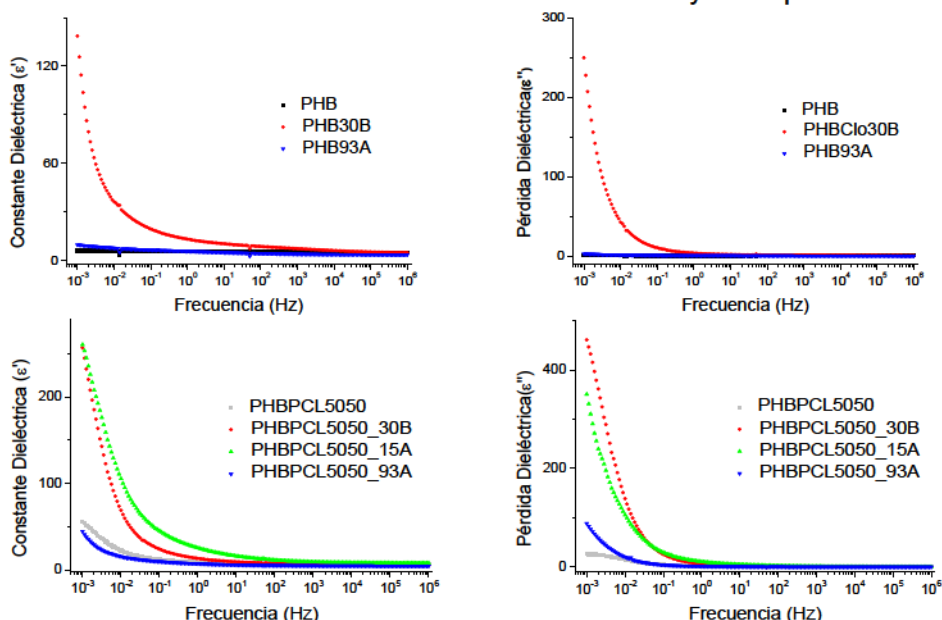 Constante Dieléctrica (ε')
120
60
0
PHB
PHB30B
PHB93A
10⁻³ 10⁻² 10⁻¹ 10⁰ 10¹ 10² 10³ 10⁴ 10⁵ 10⁶
Frecuencia (Hz)
Pérdida Dieléctrica(ε'')
300
200
100
0
PHB
PHBClo30B
PHB93A
10⁻³ 10⁻² 10⁻¹ 10⁰ 10¹ 10² 10³ 10⁴ 10⁵ 10⁶
Frecuencia (Hz)
Constante Dieléctrica (ε')
200
100
0
PHBPCL5050
PHBPCL5050_30B
PHBPCL5050_15A
PHBPCL5050_93A
10⁻³ 10⁻² 10⁻¹ 10⁰ 10¹ 10² 10³ 10⁴ 10⁵ 10⁶
Frecuencia (Hz)
Pérdida Dieléctrica(ε'')
400
200
0
PHBPCL5050
PHBPCL5050_30B
PHBPCL5050_15A
PHBPCL5050_93A
10⁻³ 10⁻² 10⁻¹ 10⁰ 10¹ 10² 10³ 10⁴ 10⁵ 10⁶
Frecuencia (Hz)